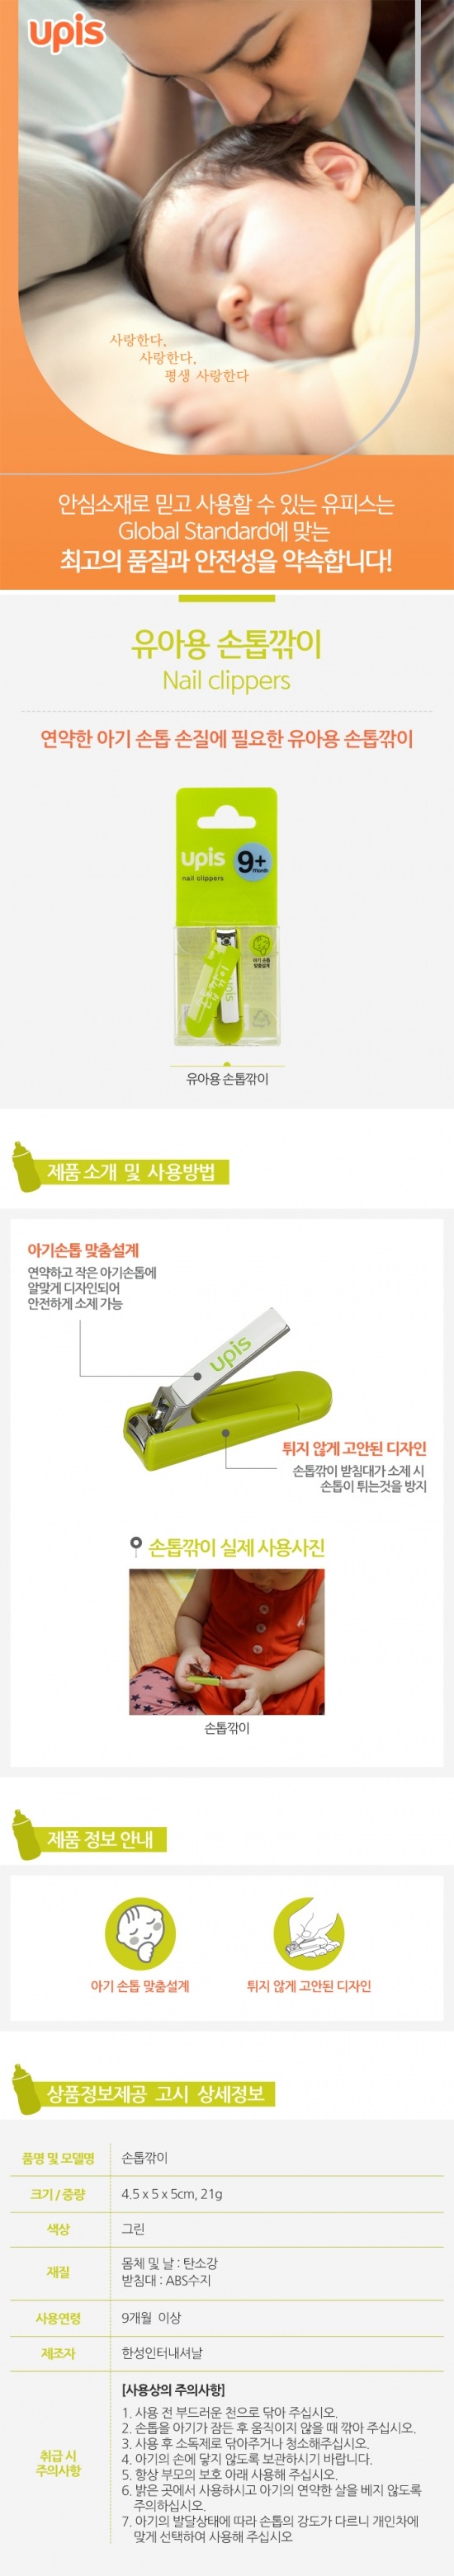 upis
사랑한다,
사랑한다,
평생 사랑한다
안심소재로 믿고 사용할 수 있는 유피스는
Global Standard에 맞는
최고의 품질과 안전성을 약속합니다!
유아용 손톱깎이
Nail clippers
연약한 아기 손톱 손질에 필요한 유아용 손톱깎이
upis
9+
month
nail clippers
아기 손톱
맞춤설계
손톱깎이
upis
유아용 손톱깎이
제품 소개 및 사용방법
아기손톱 맞춤설계
연약하고 작은 아기손톱에
알맞게 디자인되어
안전하게 소제 가능
upis
튀지 않게 고안된 디자인
손톱깎이 받침대가 소제 시
손톱이 튀는것을 방지
손톱깎이 실제 사용사진
손톱깎이
제품 정보 안내
아기 손톱 맞춤설계
튀지 않게 고안된 디자인
상품정보제공 고시 상세정보
품명 및 모델명
손톱깎이
크기 / 중량
4.5 x 5 x 5cm, 21g
색상
그린
재질
몸체 및 날 : 탄소강
받침대 : ABS수지
사용연령
9개월 이상
제조자
한성인터내셔날
취급 시
주의사항
[사용상의 주의사항]
1. 사용 전 부드러운 천으로 닦아 주십시오.
2. 손톱을 아기가 잠든 후 움직이지 않을 때 깎아 주십시오.
3. 사용 후 소독제로 닦아주거나 청소해주십시오.
4. 아기의 손에 닿지 않도록 보관하시기 바랍니다.
5. 항상 부모의 보호 아래 사용해 주십시오.
6. 밝은 곳에서 사용하시고 아기의 연약한 살을 베지 않도록
주의하십시오.
7. 아기의 발달상태에 따라 손톱의 강도가 다르니 개인차에
맞게 선택하여 사용해 주십시오